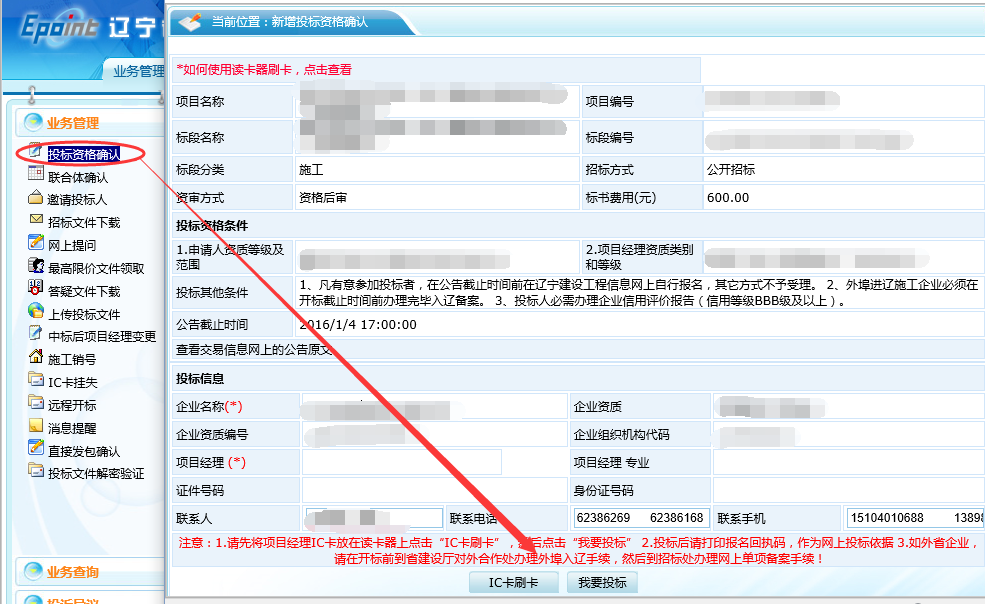 Epoint 辽宁
当前位置：新增投标资格确认
业务管理
*如何使用读卡器刷卡，点击查看
业务管理
投标资格确认
联合体确认
邀请投标人
招标文件下载
网上提问
最高限价文件领取
答疑文件下载
上传投标文件
中标后项目经理变更
施工销号
IC卡挂失
远程开标
消息提醒
直接发包确认
投标文件解密验证
业务查询
投诉异议
项目名称 项目编号
标段名称 标段编号
标段分类 施工 招标方式 公开招标
资审方式 资格后审 标书费用(元) 600.00
投标资格条件
1.申请人资质等级及范围 2.项目经理资质类别和等级
投标其他条件
1、凡有意参加投标者，在公告截止时间前在辽宁建设工程信息网上自行报名，其它方式不予受理。 2、外埠进辽施工企业必须在
开标截止时间前办理完毕入辽备案。 3、投标人必需办理企业信用评价报告（信用等级BBB级及以上）。
公告截止时间 2016/1/4 17:00:00
查看交易信息网上的公告原文
投标信息
企业名称(*) 企业资质
企业资质编号 企业组织机构代码
项目经理 (*) 项目经理 专业
证件号码 身份证号码
联系人 联系电话 62386269 62386168 联系手机 15104010688 1389
注意：1.请先将项目经理IC卡放在读卡器上点击“IC卡刷卡”，然后点击“我要投标” 2.投标后请打印报名回执码，作为网上投标依据 3.如外省企业，
请在开标前到省建设厅对外合作处办理外埠入辽手续，然后到招标处办理网上单项备案手续！
IC卡刷卡 我要投标